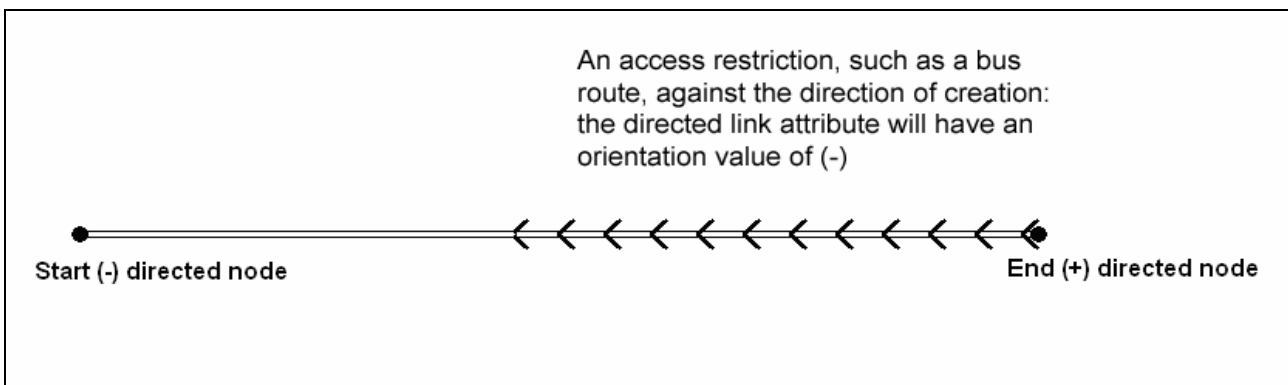 An access restriction, such as a bus
route, against the direction of creation:
the directed link attribute will have an
orientation value of (-)
Start (-) directed node
End (+) directed node